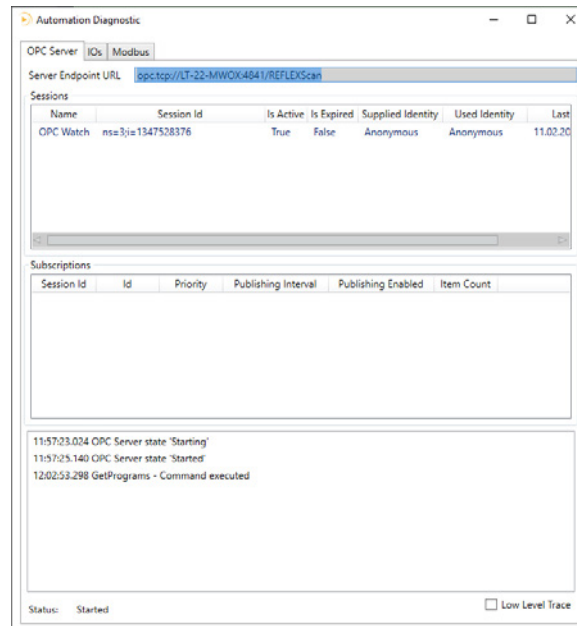 Automation Diagnostic
OPC Server IOs Modbus
Server Endpoint URL opc.tcp://LT-22-MWOX:4841/REFLEXScan
Sessions
Name Session Id Is Active Is Expired Supplied Identity Used Identity Last
OPC Watch ns=3;i=1347528376 True False Anonymous Anonymous 11.02.20
Subscriptions
Session Id Id Priority Publishing Interval Publishing Enabled Item Count
11:57:23.024 OPC Server state 'Starting'
11:57:25.140 OPC Server state 'Started'
12:02:53.298 GetPrograms - Command executed
Status: Started Low Level Trace